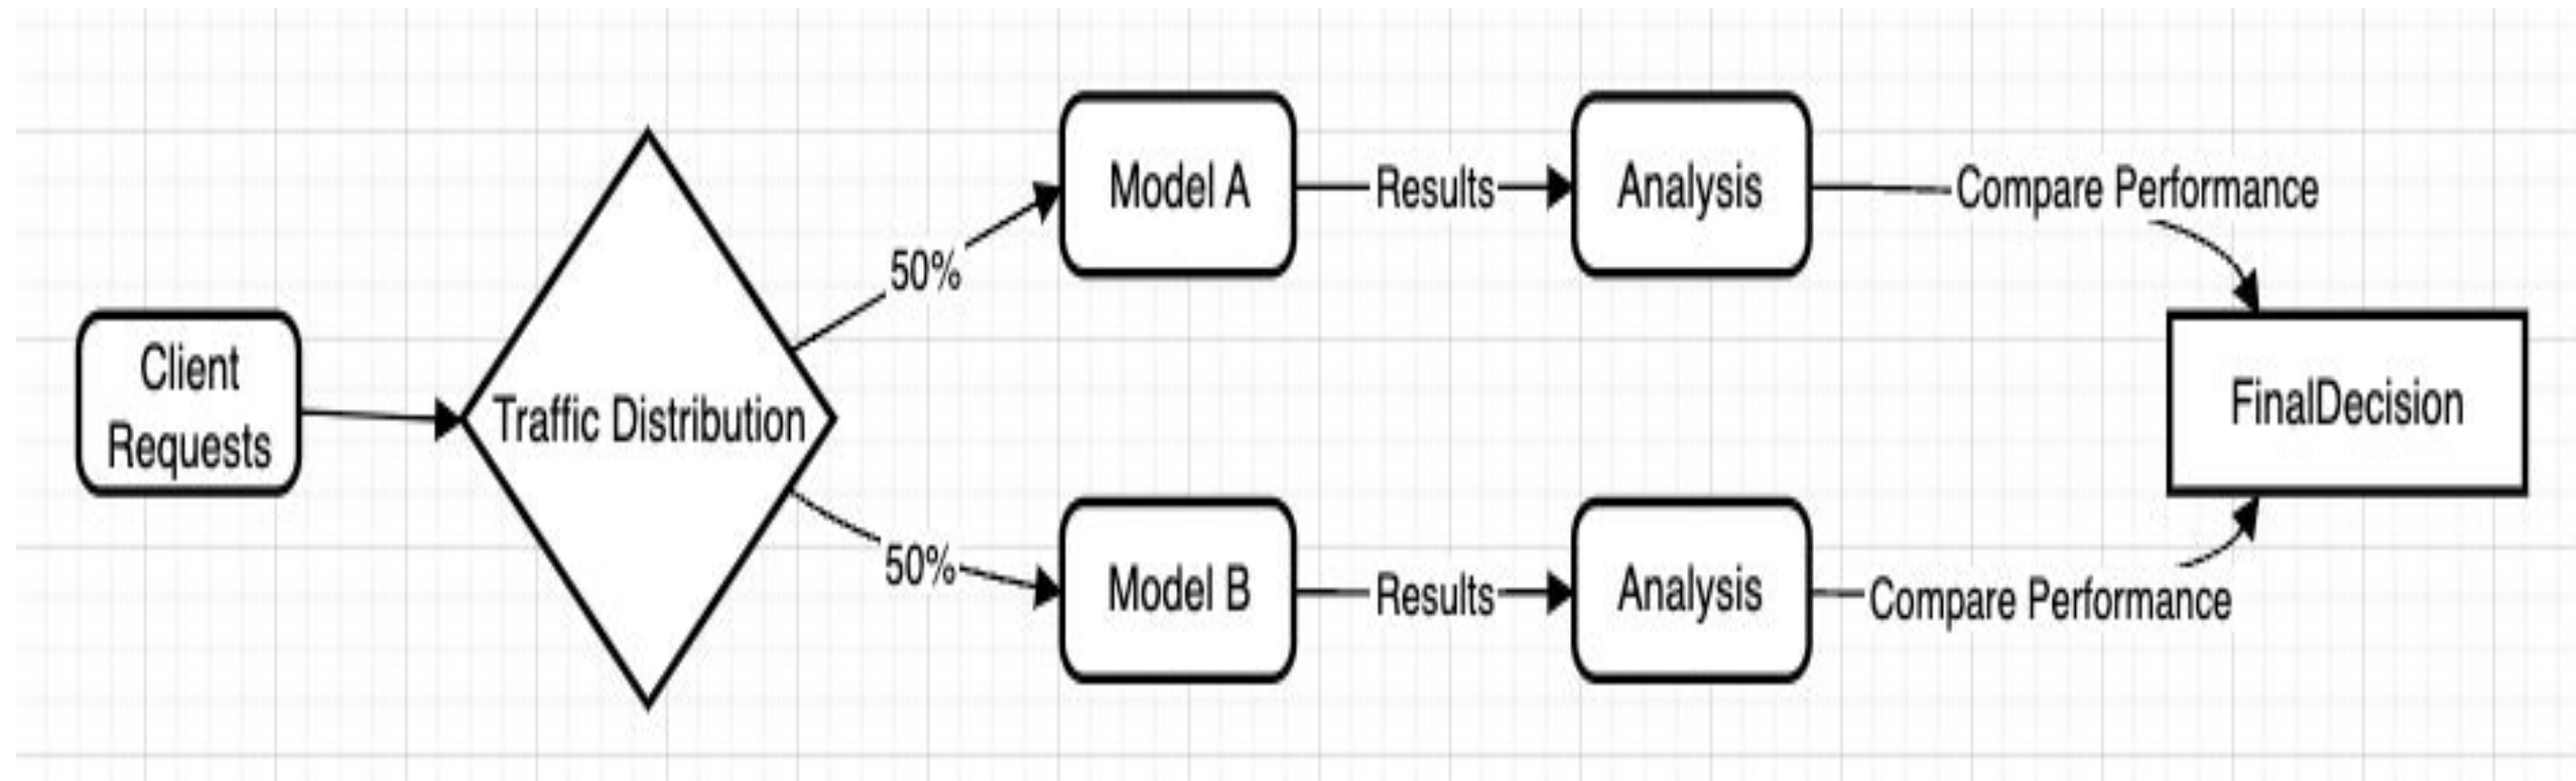 Client
Requests
Traffic Distribution
50%
Model A
Results
Analysis
Compare Performance
50%
Model B
Results
Analysis
Compare Performance
FinalDecision